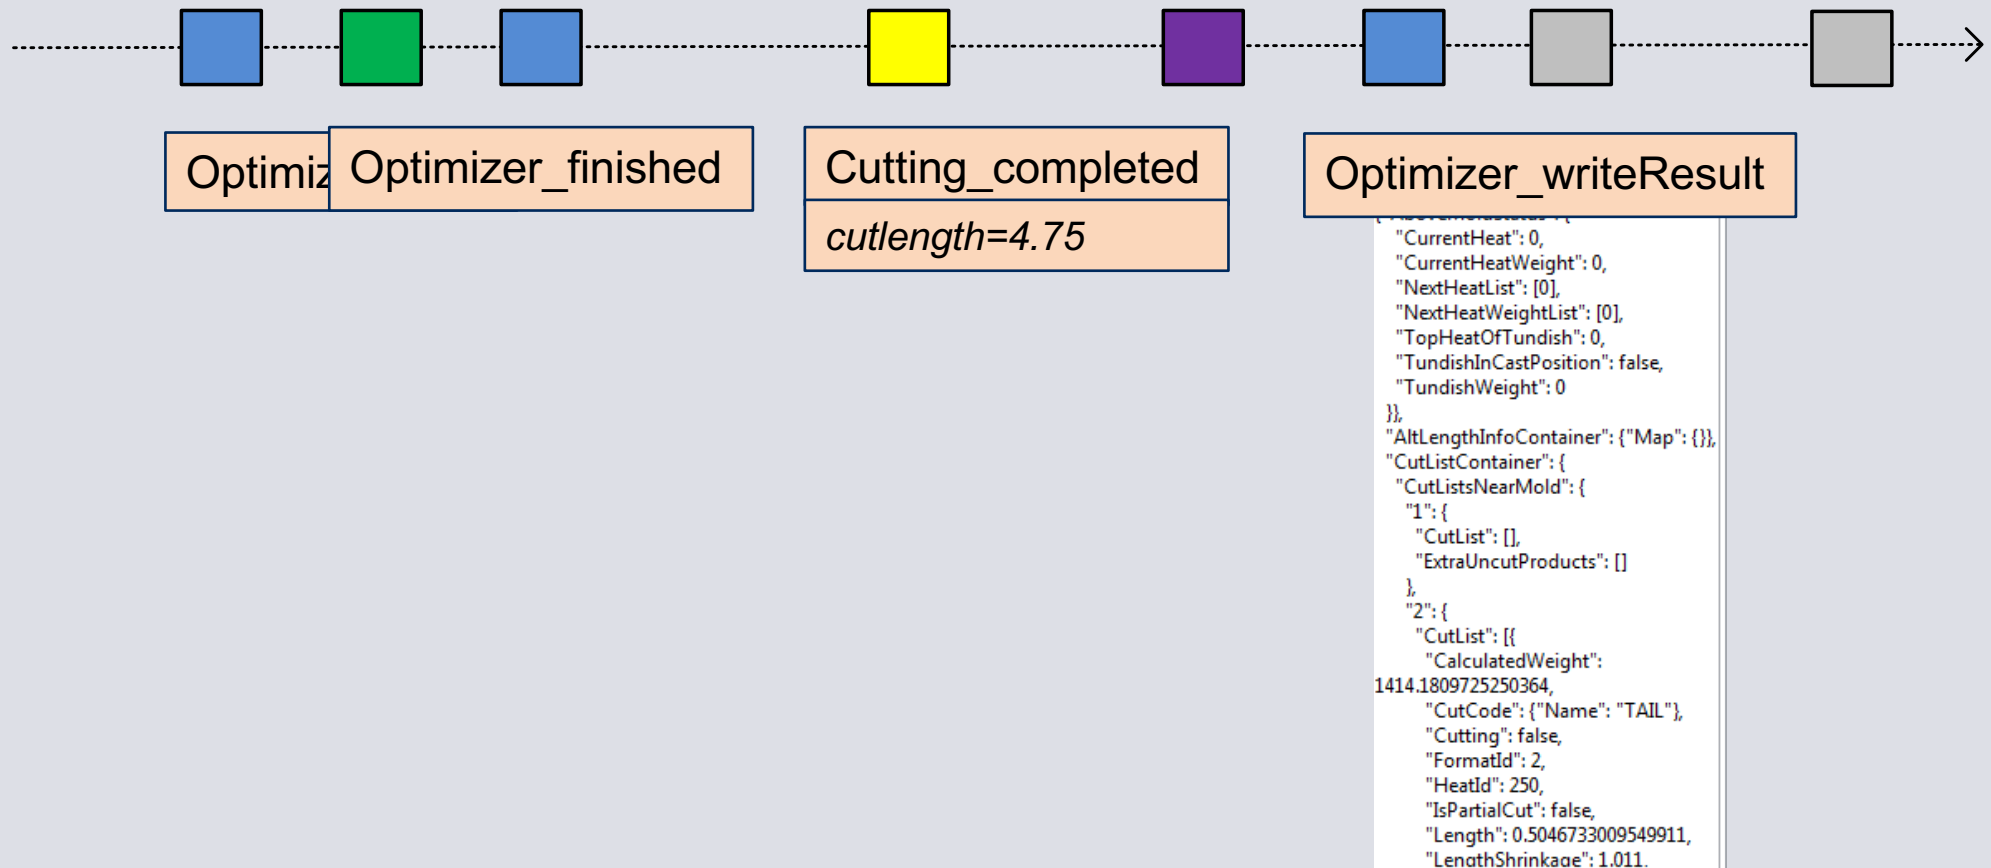 Optimizer_finished
Cutting_completed
cutlength=4.75
Optimizer_writeResult
"CurrentHeat": 0,
"CurrentHeatWeight": 0,
"NextHeatList": [0],
"NextHeatWeightList": [0],
"TopHeatOfTundish": 0,
"TundishInCastPosition": false,
"TundishWeight": 0
}},
"AltLengthInfoContainer": {"Map": {}},
"CutListContainer": {
"CutListsNearMold": {
"1": {
"CutList": [],
"ExtraUncutProducts": []
},
"2": {
"CutList": [{
"CalculatedWeight":
1414.1809725250364,
"CutCode": {"Name": "TAIL"},
"Cutting": false,
"FormatId": 2,
"HeatId": 250,
"IsPartialCut": false,
"Length": 0.5046733009549911,
"LengthShrinkage": 1.011,